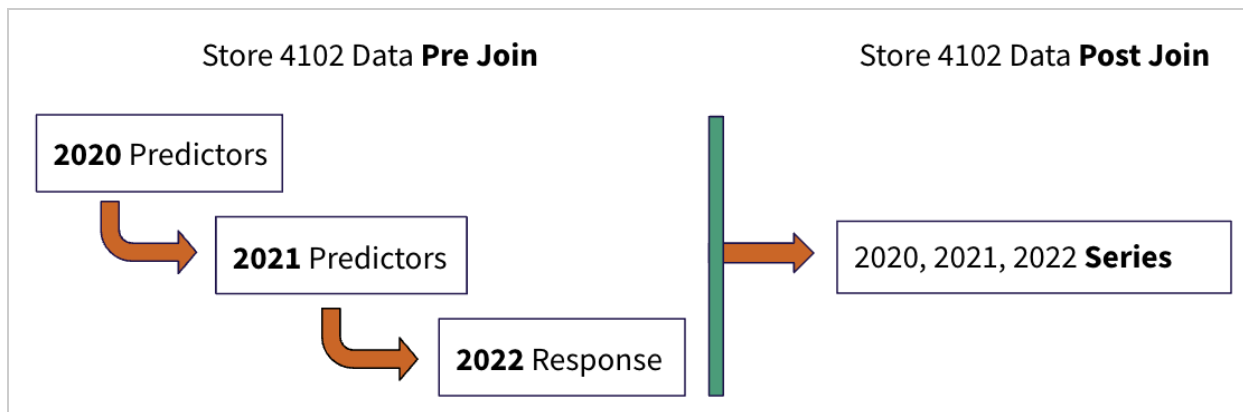 Store 4102 Data Pre Join
Store 4102 Data Post Join
2020 Predictors
2021 Predictors
2022 Response
2020, 2021, 2022 Series